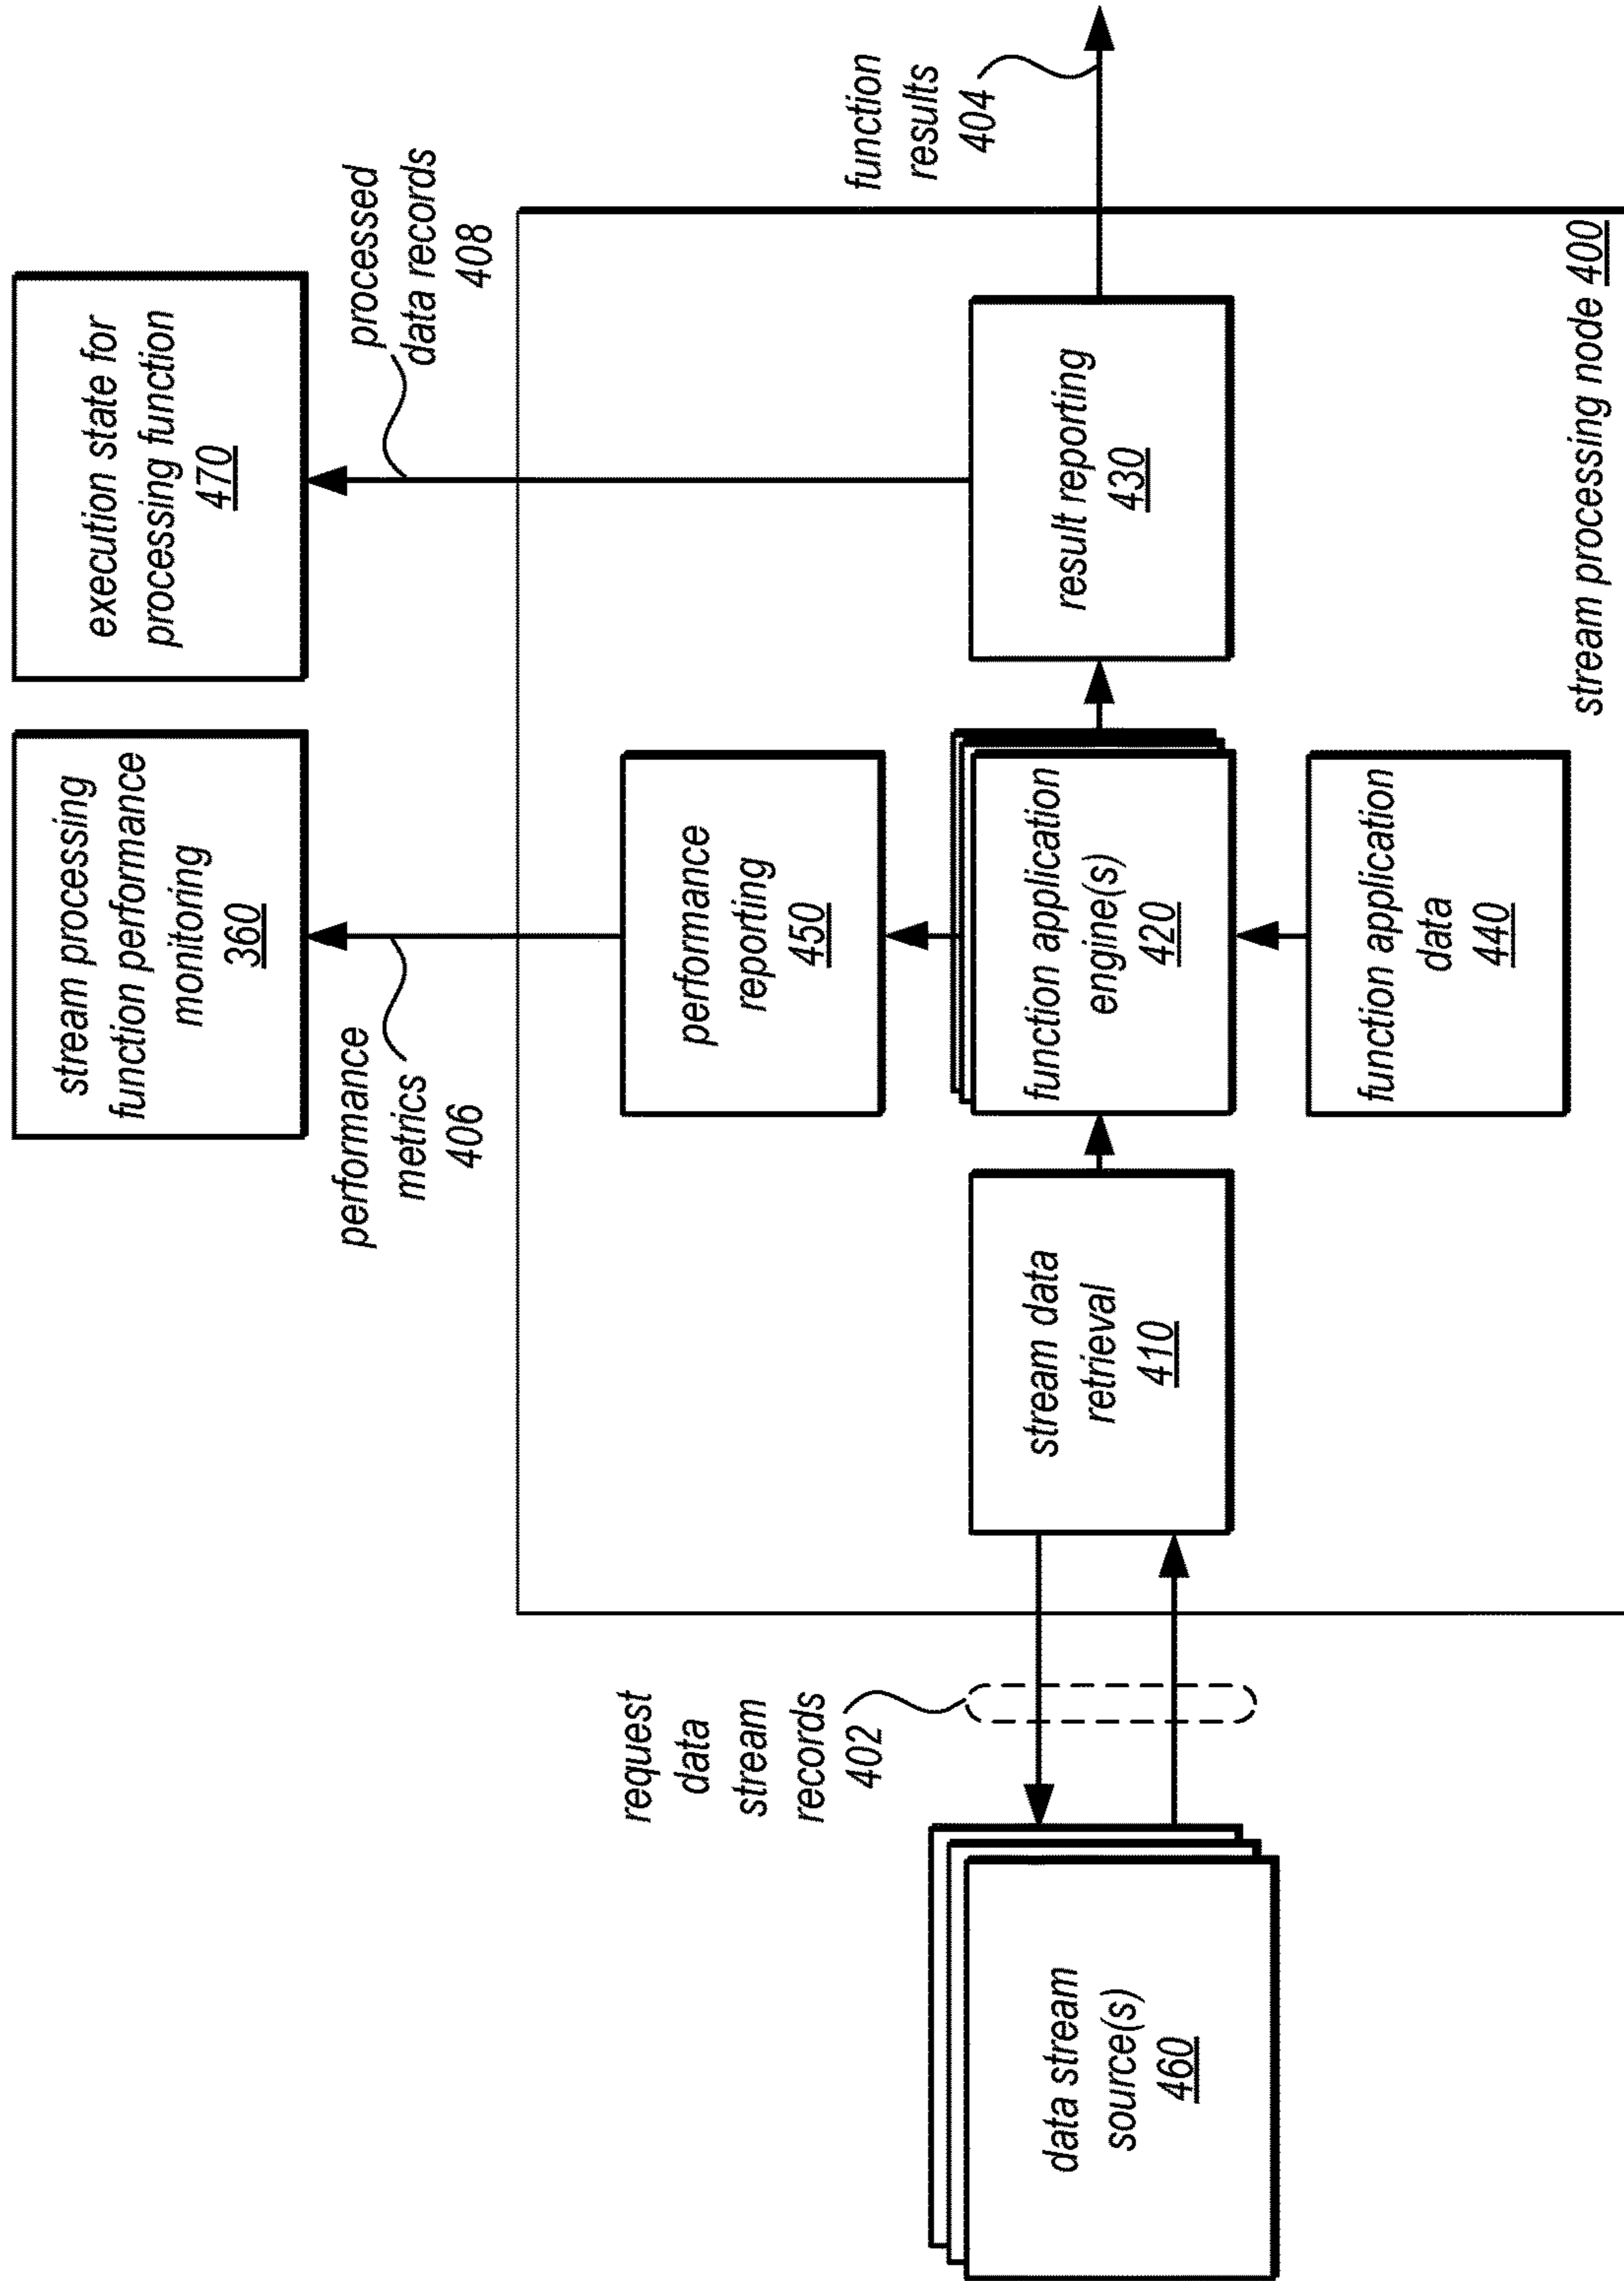 stream processing
function performance
monitoring
360
execution state for
processing function
470
performance
metrics
406
processed
data records
408
performance
reporting
450
function
results
404
request
data
stream
records
402
data stream
source(s)
460
stream data
retrieval
410
function application
engine(s)
420
result reporting
430
function application
data
440
stream processing node 400